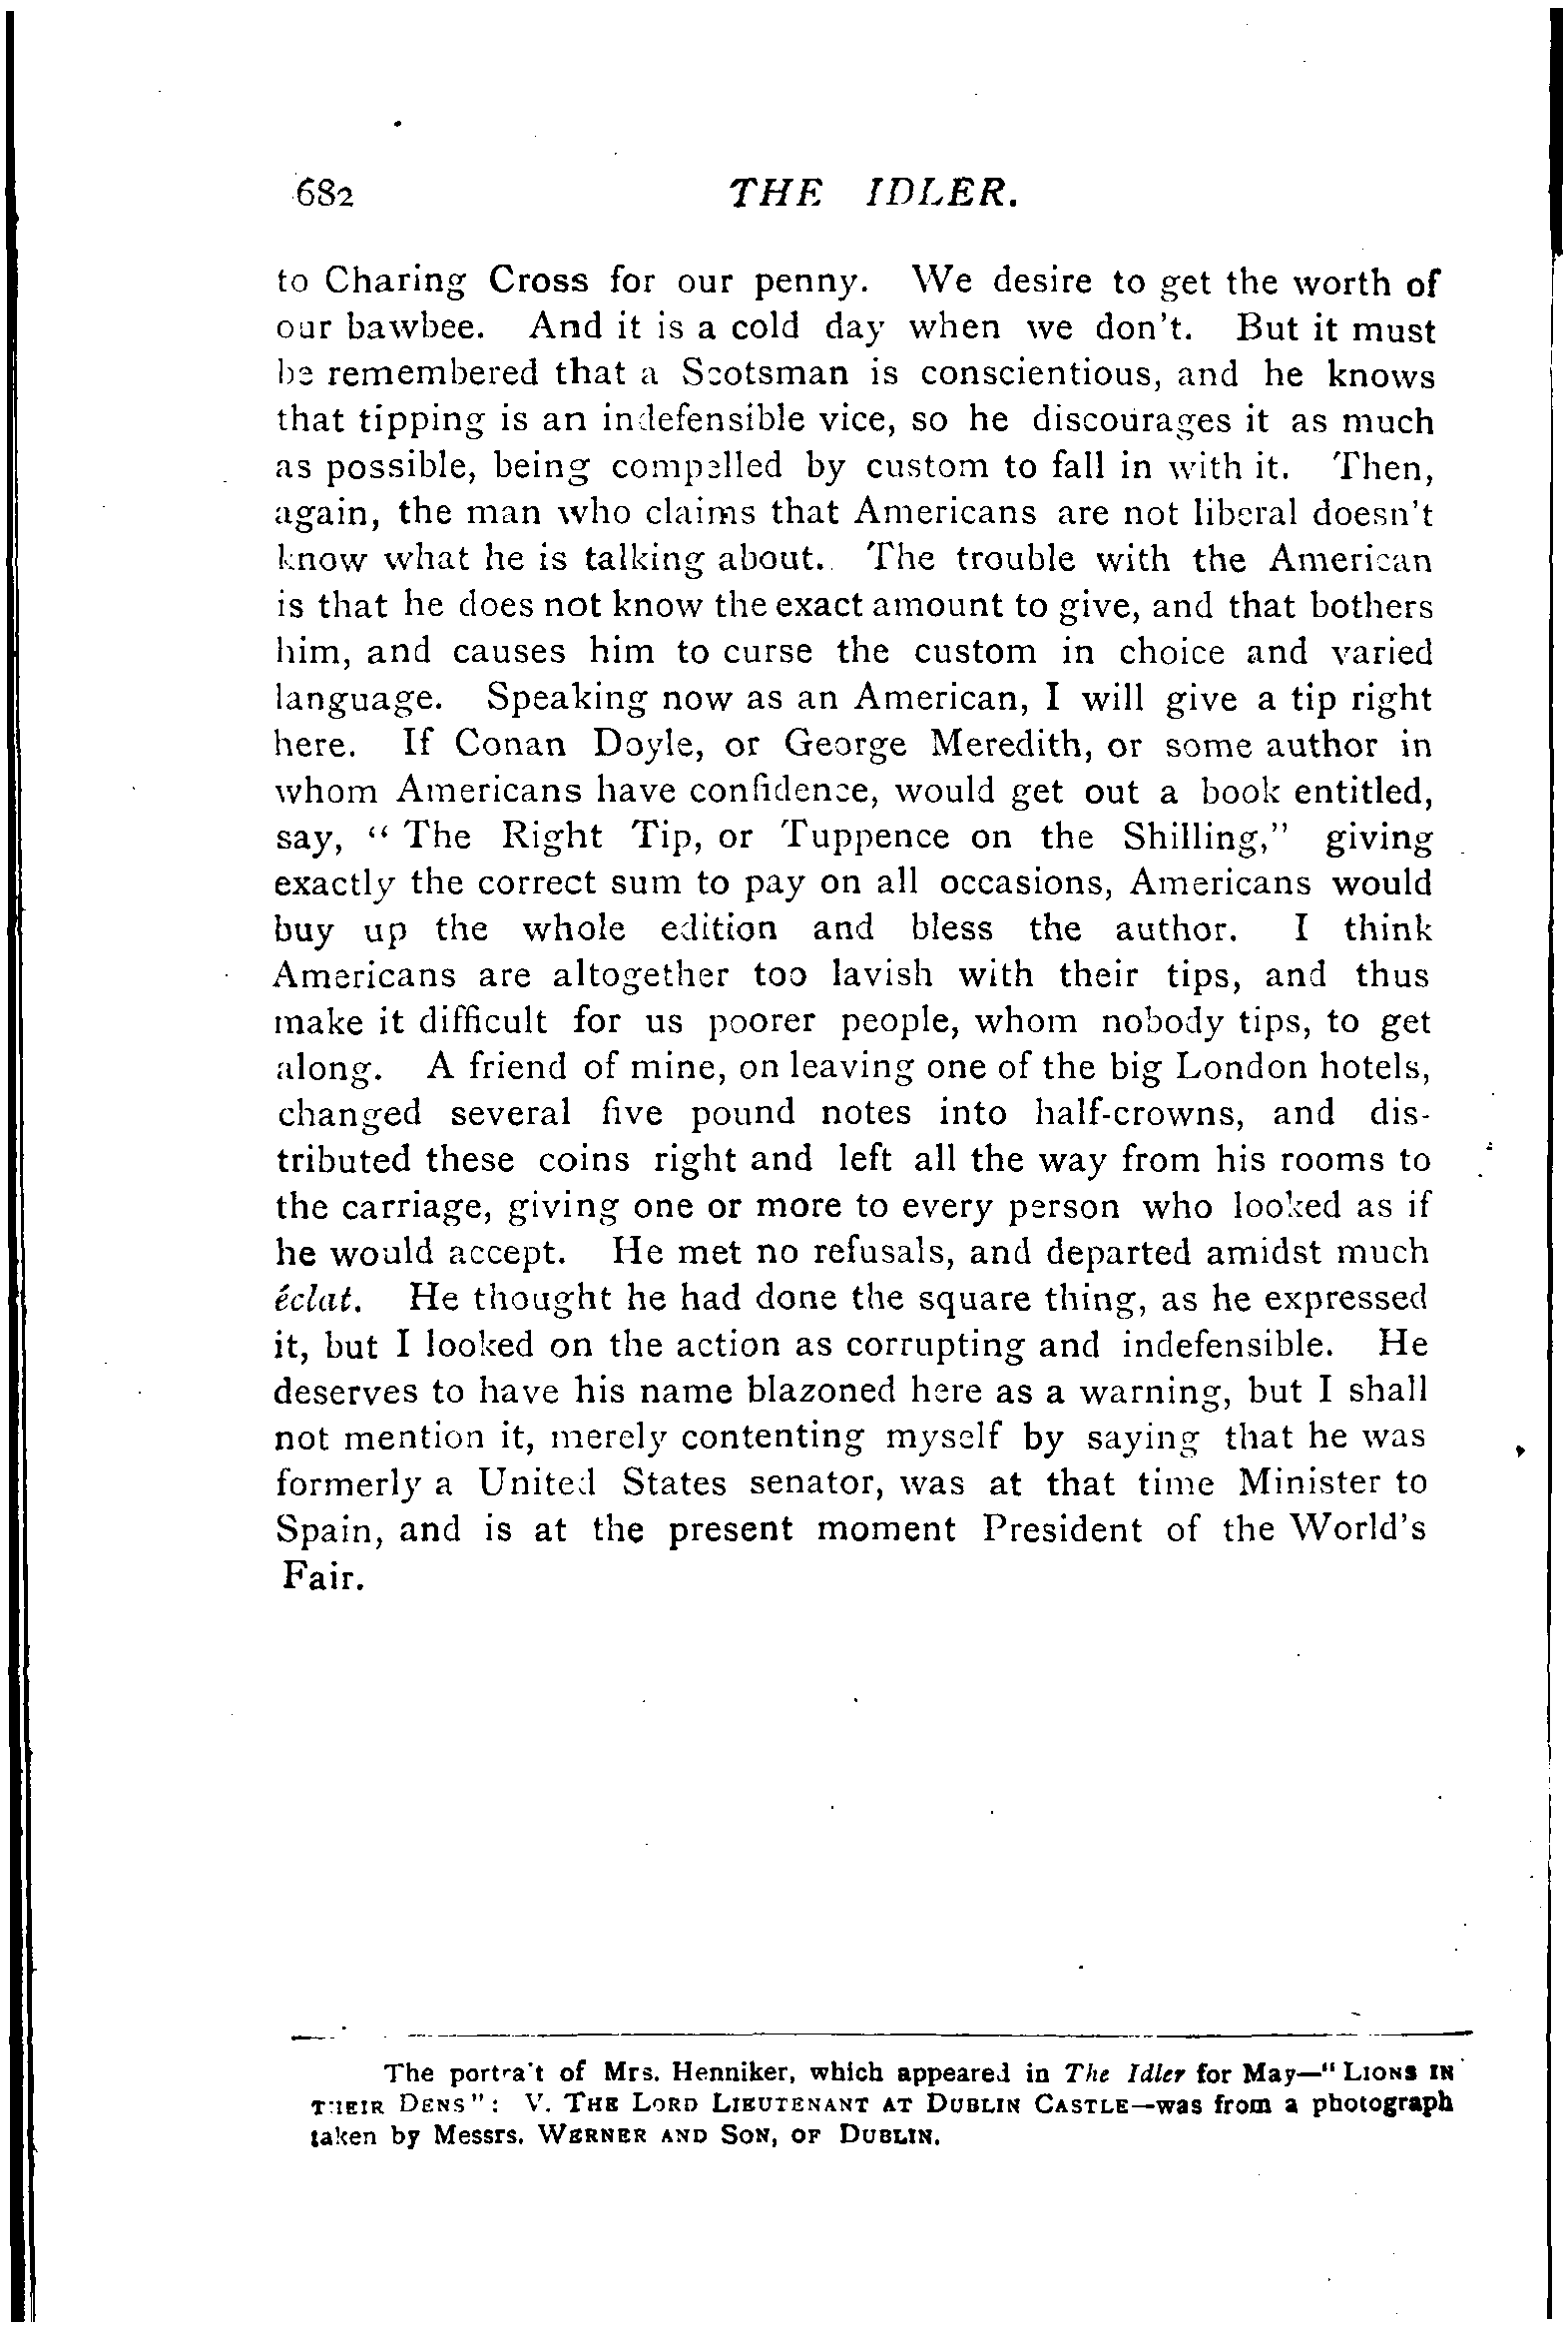 682 THE IDLER.
to Charing Cross for our penny. We desire to get the worth of
our bawbee. And it is a cold day when we don't. But it must
be remembered that a Scotsman is conscientious, and he knows
that tipping is an indefensible vice, so he discourages it as much
as possible, being compelled by custom to fall in with it. Then,
again, the man who claims that Americans are not liberal doesn't
know what he is talking about. The trouble with the American
is that he does not know the exact amount to give, and that bothers
him, and causes him to curse the custom in choice and varied
language. Speaking now as an American, I will give a tip right
here. If Conan Doyle, or George Meredith, or some author in
whom Americans have confidence, would get out a book entitled,
say, "The Right Tip, or Tuppence on the Shilling," giving
exactly the correct sum to pay on all occasions, Americans would
buy up the whole edition and bless the author. I think
Americans are altogether too lavish with their tips, and thus
make it difficult for us poorer people, whom nobody tips, to get
along. A friend of mine, on leaving one of the big London hotels,
changed several five pound notes into half-crowns, and dis-
tributed these coins right and left all the way from his rooms to
the carriage, giving one or more to every person who looked as if
he would accept. He met no refusals, and departed amidst much
éclat. He thought he had done the square thing, as he expressed
it, but I looked on the action as corrupting and indefensible. He
deserves to have his name blazoned here as a warning, but I shall
not mention it, merely contenting myself by saying that he was
formerly a United States senator, was at that time Minister to
Spain, and is at the present moment President of the World's
Fair.
The portrait of Mrs. Henniker, which appeared in The Idler for May—"LIONS IN
THEIR DENS": V. THE LORD LIEUTENANT AT DUBLIN CASTLE—was from a photograph
taken by Messrs. WERNER AND SON, OF DUBLIN.